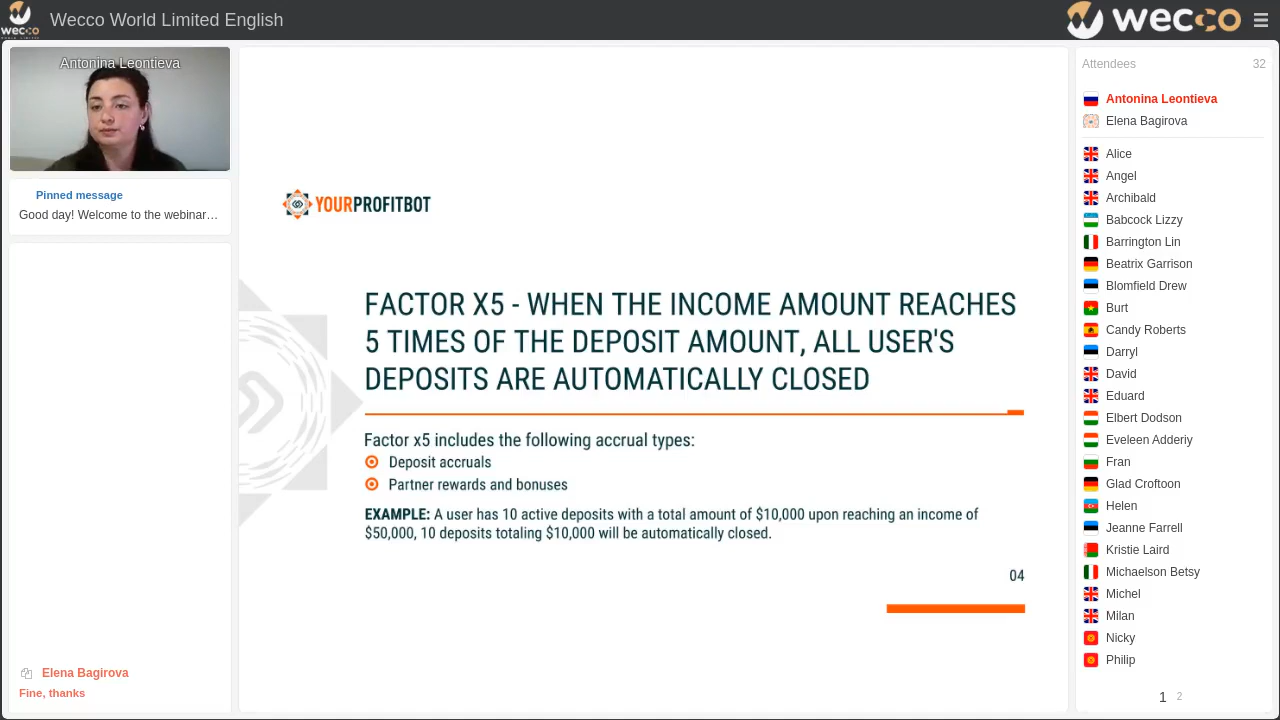 wecco
WORLD LIMITED
Wecco World Limited English
wecco
Antonina Leontieva
Pinned message
Good day! Welcome to the webinar…
Elena Bagirova
Fine, thanks
YOURPROFITBOT
FACTOR X5 - WHEN THE INCOME AMOUNT REACHES
5 TIMES OF THE DEPOSIT AMOUNT, ALL USER'S
DEPOSITS ARE AUTOMATICALLY CLOSED
Factor x5 includes the following accrual types:
Deposit accruals
Partner rewards and bonuses
EXAMPLE: A user has 10 active deposits with a total amount of $10,000 upon reaching an income of
$50,000, 10 deposits totaling $10,000 will be automatically closed.
04
Attendees 32
Antonina Leontieva
Elena Bagirova
Alice
Angel
Archibald
Babcock Lizzy
Barrington Lin
Beatrix Garrison
Blomfield Drew
Burt
Candy Roberts
Darryl
David
Eduard
Elbert Dodson
Eveleen Adderiy
Fran
Glad Croftoon
Helen
Jeanne Farrell
Kristie Laird
Michaelson Betsy
Michel
Milan
Nicky
Philip
1 2